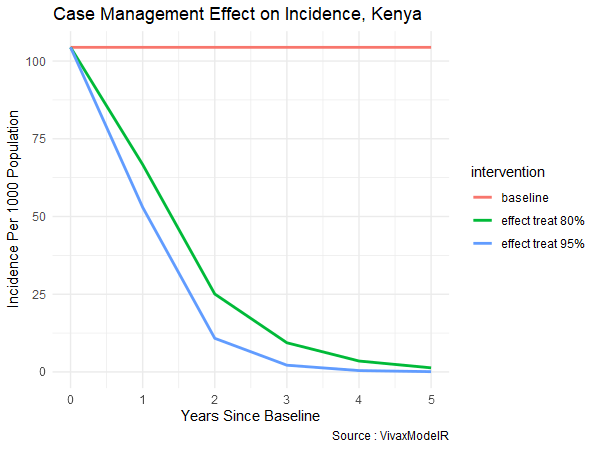 Case Management Effect on Incidence, Kenya
Incidence Per 1000 Population
100
75
50
25
0
0 1 2 3 4 5
Years Since Baseline
Source : VivaxModelR
intervention
baseline
effect treat 80%
effect treat 95%